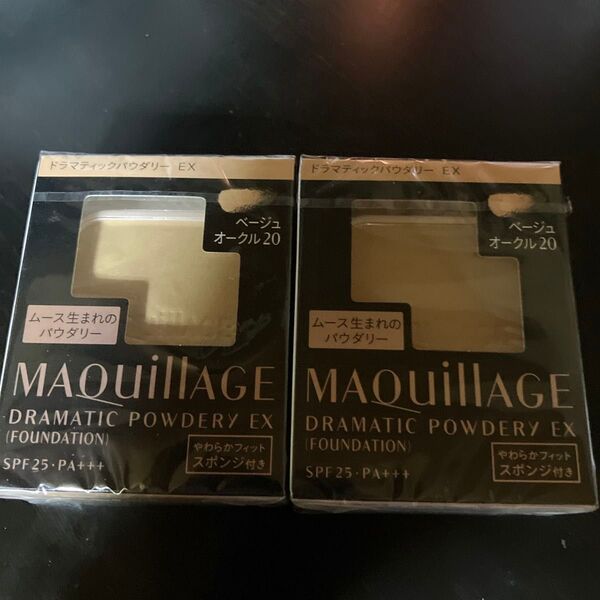 ドラマティックパウダリー EX
ベージュ
オークル20
ムース生まれの
パウダリー
MAQuillAGE
DRAMATIC POWDERY EX
(FOUNDATION)
SPF25・PA+++
やわらかフィット
スポンジ付き
ドラマティックパウダリー EX
ベージュ
オークル20
ムース生まれの
パウダリー
MAQuillAGE
DRAMATIC POWDERY EX
(FOUNDATION)
SPF25・PA+++
やわらかフィット
スポンジ付き